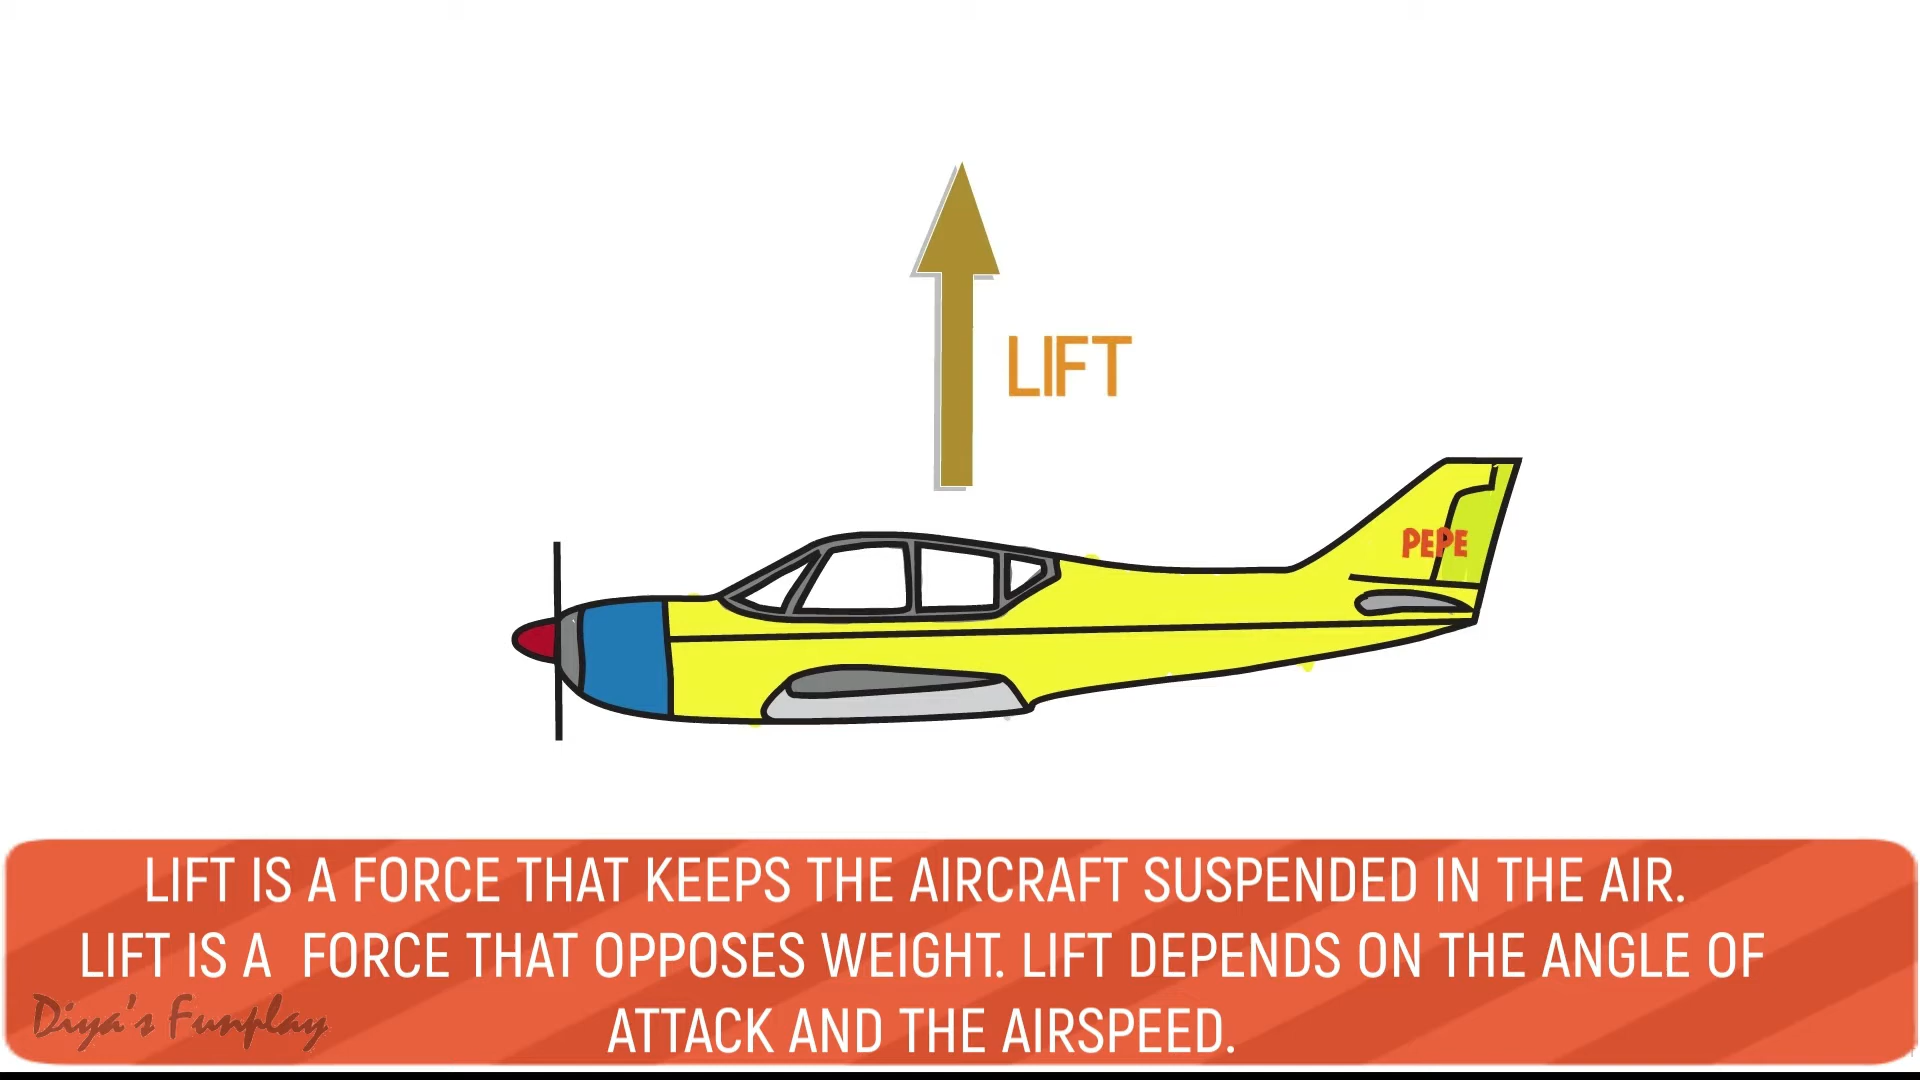 LIFT
PEPE
LIFT IS A FORCE THAT KEEPS THE AIRCRAFT SUSPENDED IN THE AIR.
LIFT IS A  FORCE THAT OPPOSES WEIGHT. LIFT DEPENDS ON THE ANGLE OF
ATTACK AND THE AIRSPEED.
Diya's Funplay